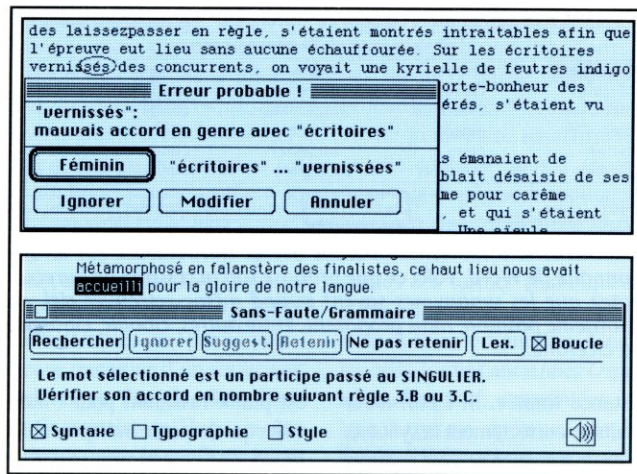 des laissezpasser en règle, s'étaient montrés intraitables afin que
l'épreuve eut lieu sans aucune échauffourée. Sur les écritoires
vernissés des concurrents, on voyait une kyrielle de feutres indigo
orte-bonheur des
Erreur probable !
érés, s'étaient vu
"vernissés":
mauvais accord en genre avec "écritoires"
Féminin "écritoires" ... "vernissées"
s émanaient de
blait désaisie de ses
me pour carême
Ignorer Modifier Annuler
, et qui s'étaient
Une aïeule
Métamorphosé en falanstère des finalistes, ce haut lieu nous avait
accueilli pour la gloire de notre langue.
Sans-Faute/Grammaire
Rechercher Ignorer Suggest. Retenir Ne pas retenir Lex. Boucle
Le mot sélectionné est un participe passé au SINGULIER.
Vérifier son accord en nombre suivant règle 3.B ou 3.C.
Syntaxe Typographie Style